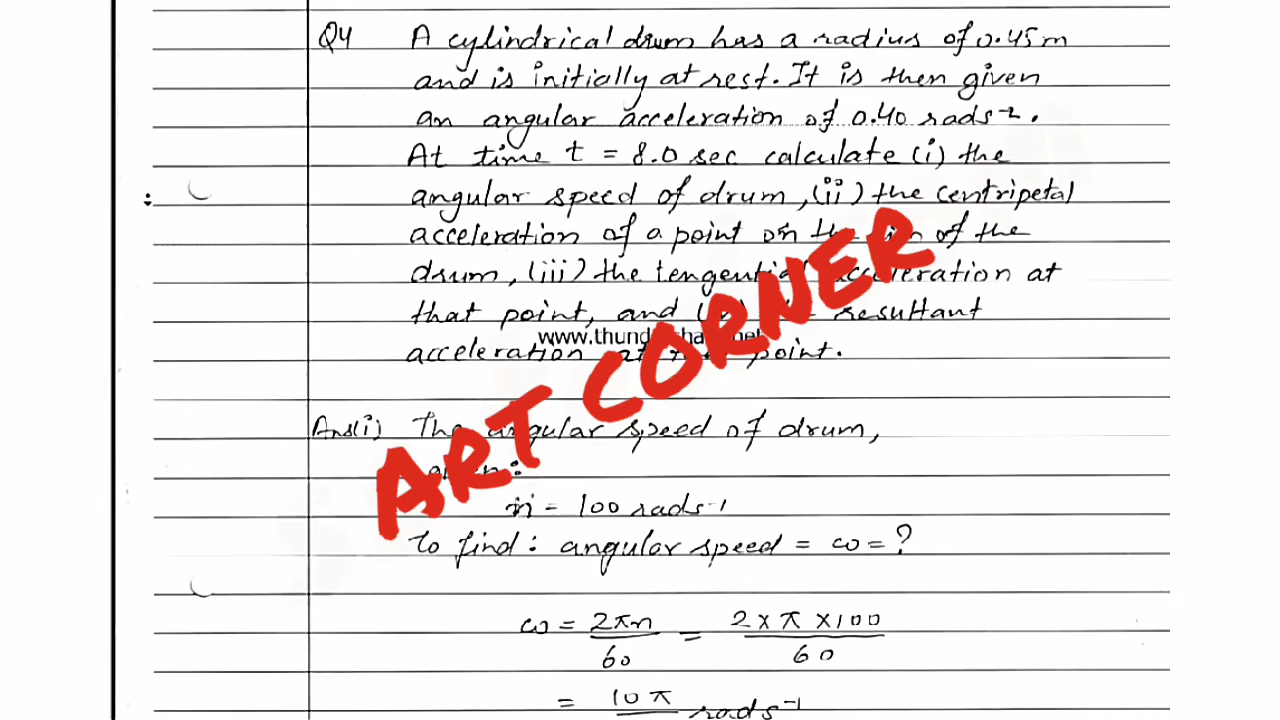 Q4 A cylindrical drum has a radius of 0.45m
and is initially at rest. It is then given
an angular acceleration of 0.40 rads⁻².
At time t = 8.0 sec calculate (i) the
angular speed of drum, (ii) the centripetal
acceleration of a point on the of the
drum, (iii) the tengential acceleration at
that point, and resultant
www.thund
acceleration at point.
ART CORNER
Ans(i) The angular speed of drum,
n = 100 rads⁻¹
To find: angular speed = ω = ?
ω = 2πn/60 = 2 x π x 100/60
= 10π rads⁻¹